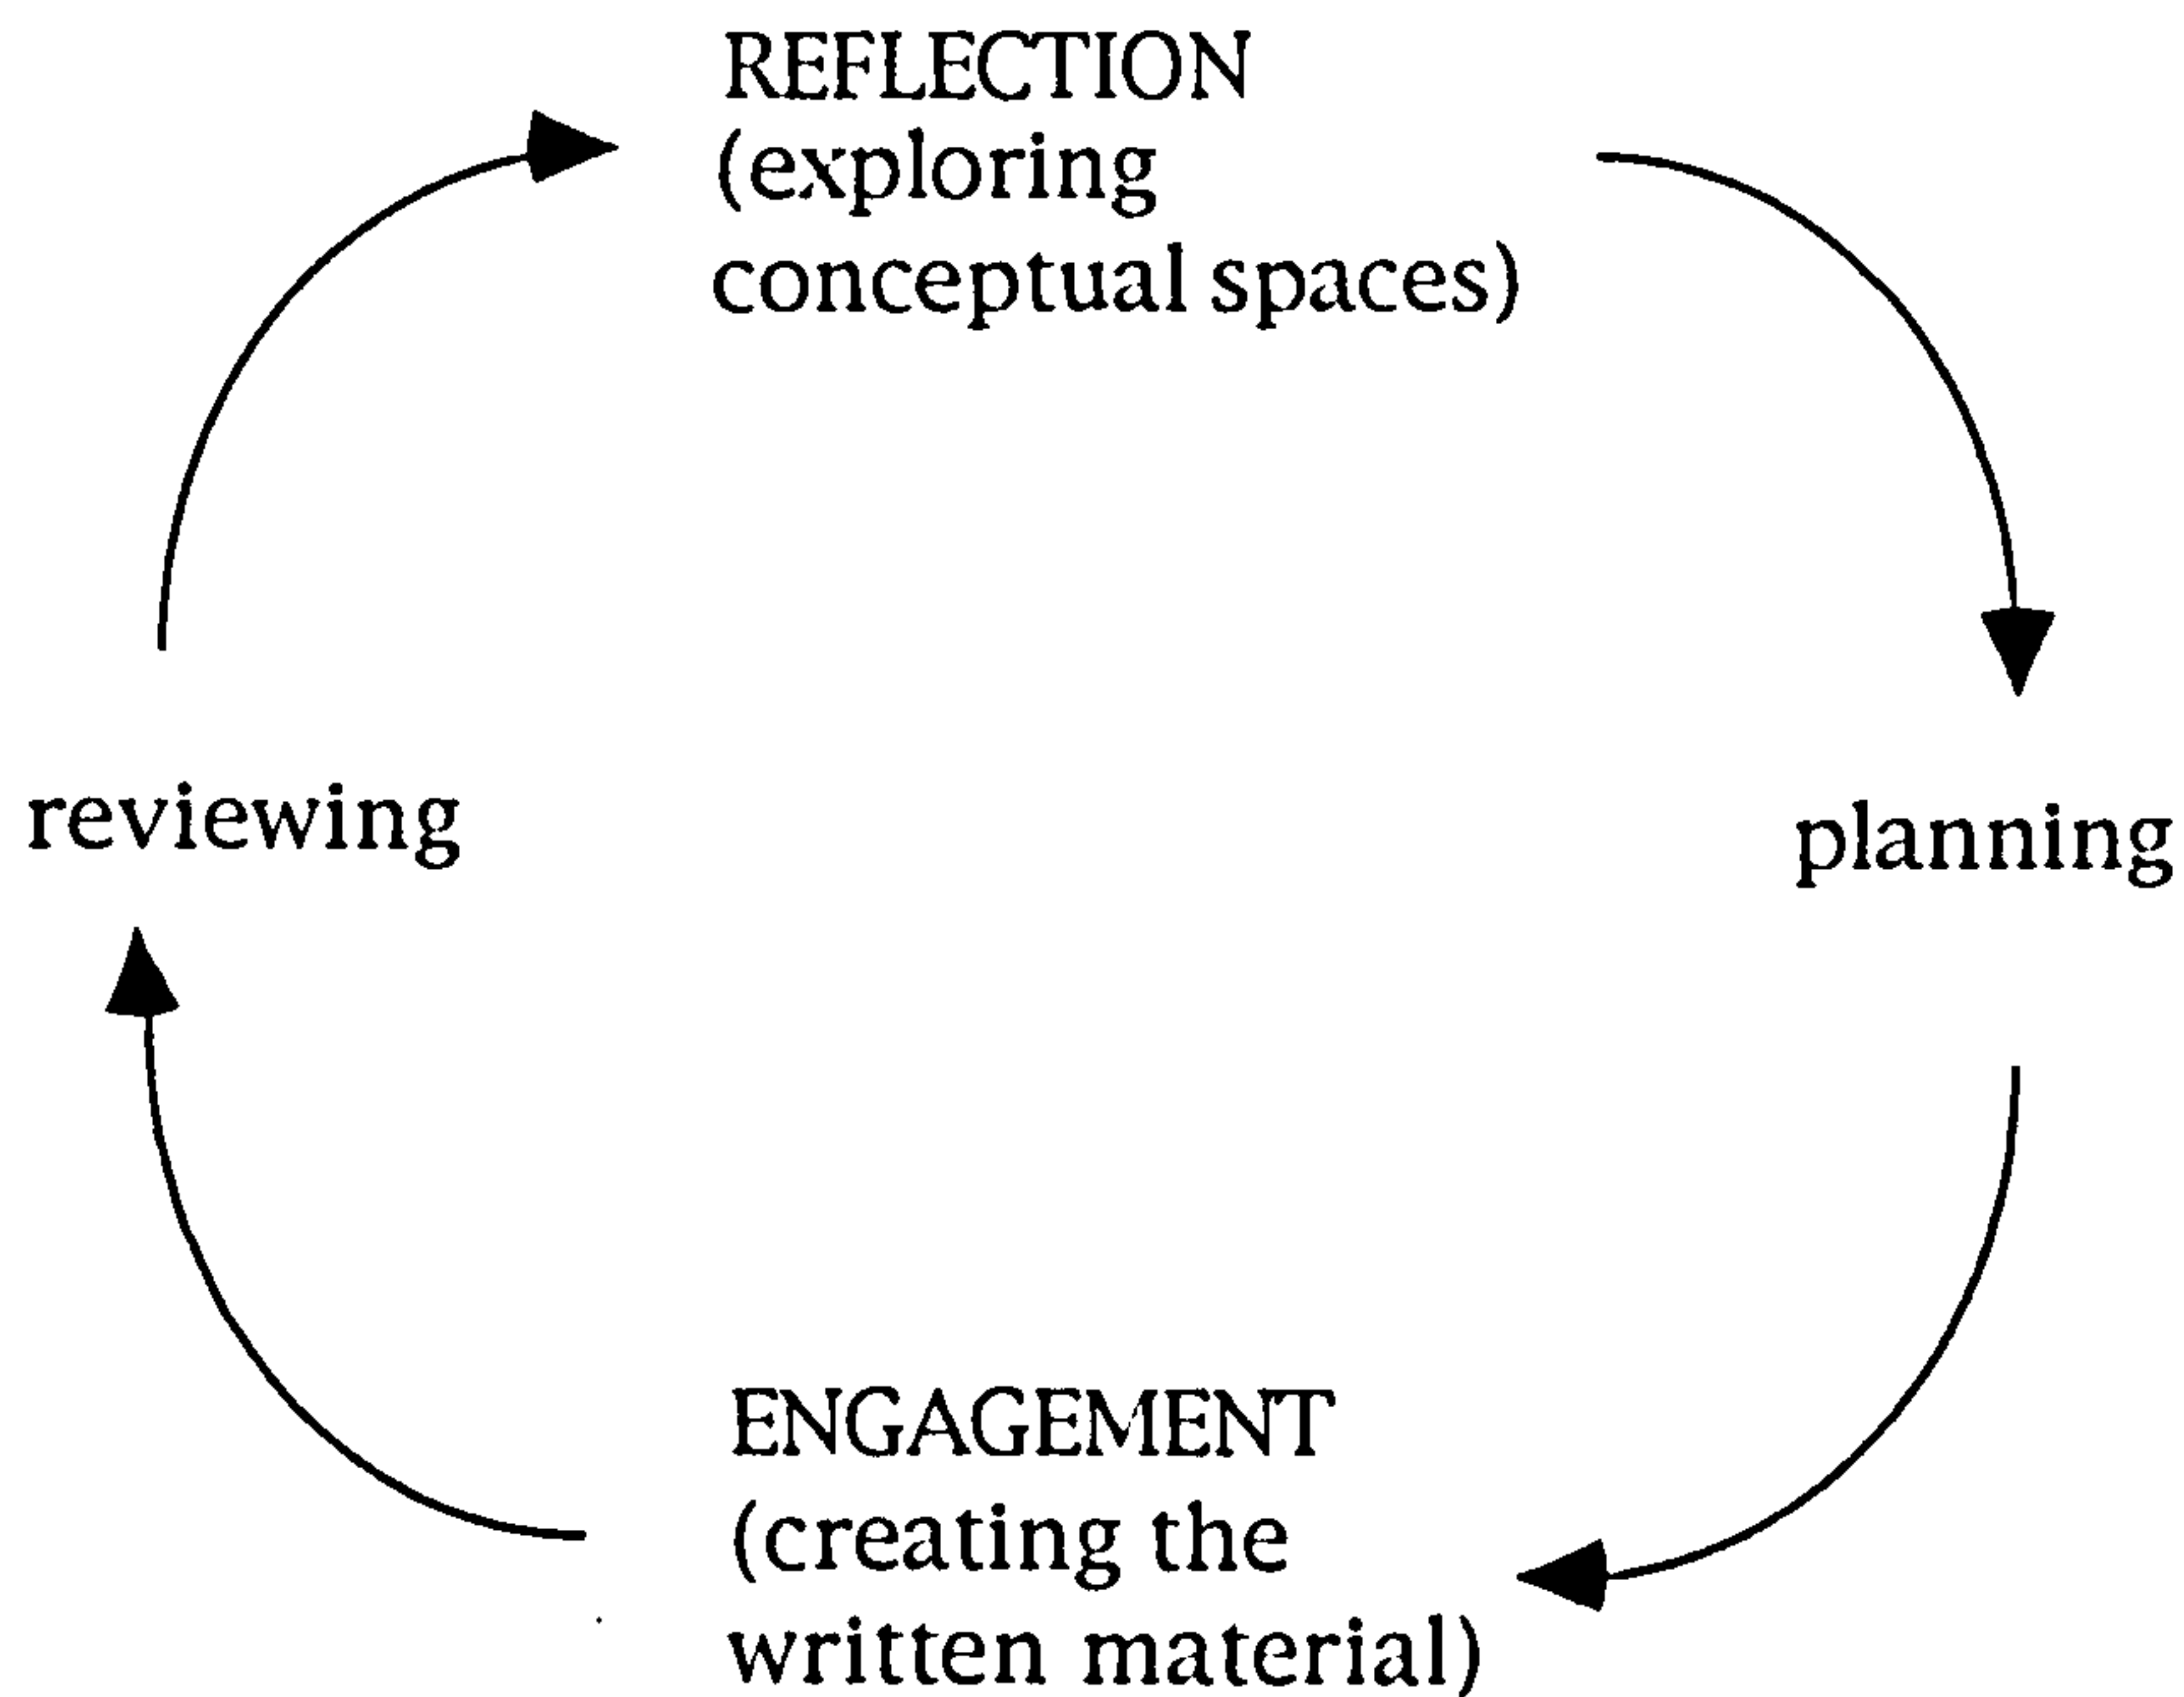 REFLECTION
(exploring
conceptual spaces)
reviewing
planning
ENGAGEMENT
(creating the
written material)